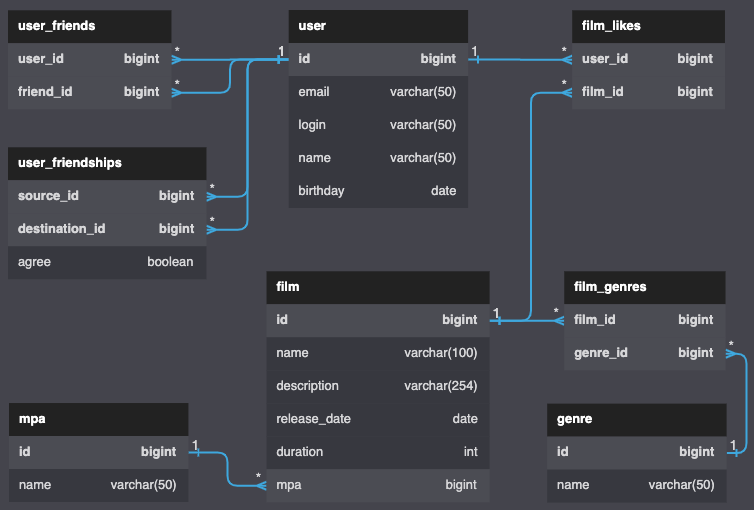 user_friends
user_id bigint *
friend_id bigint *
user
1 id bigint 1
email varchar(50)
login varchar(50)
name varchar(50)
birthday date
film_likes
* user_id bigint
* film_id bigint
user_friendships
source_id bigint *
destination_id bigint *
agree boolean
film
id bigint 1
name varchar(100)
description varchar(254)
release_date date
duration int
* mpa bigint
film_genres
* film_id bigint
genre_id bigint *
mpa
id bigint 1
name varchar(50)
genre
id bigint 1
name varchar(50)